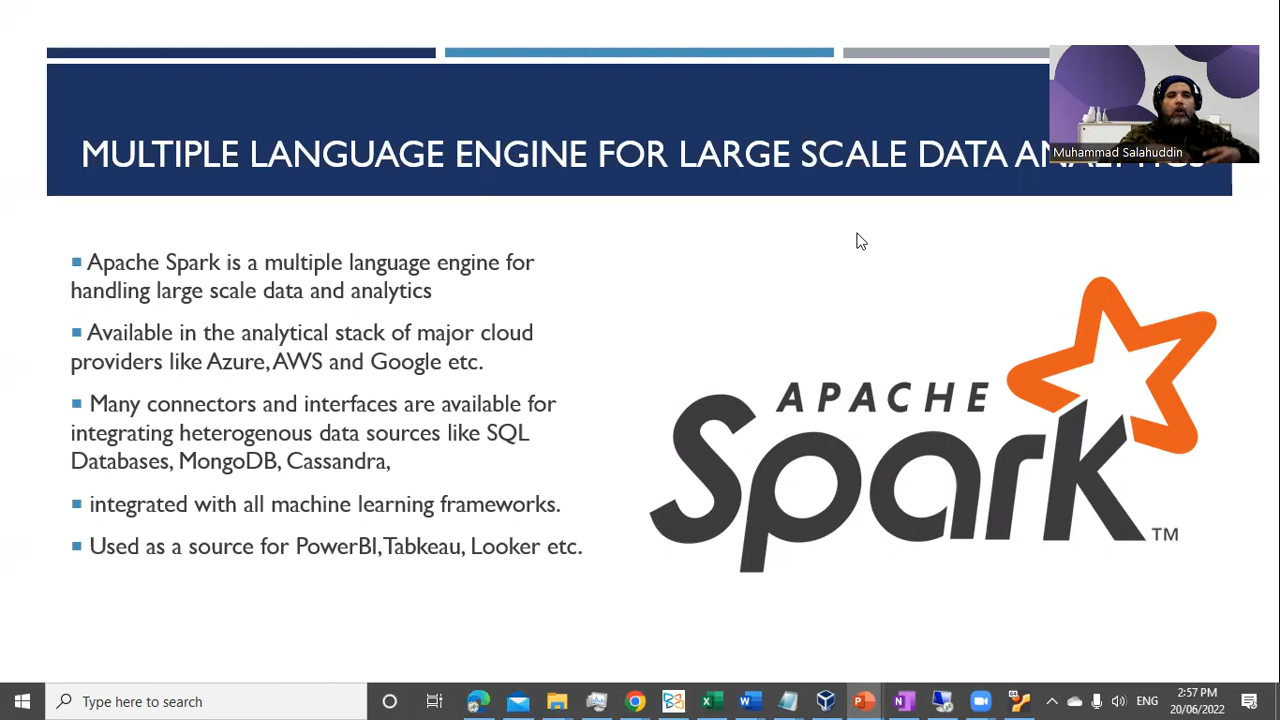 MULTIPLE LANGUAGE ENGINE FOR LARGE SCALE DATA
Muhammad Salahuddin
Apache Spark is a multiple language engine for
handling large scale data and analytics
Available in the analytical stack of major cloud
providers like Azure, AWS and Google etc.
Many connectors and interfaces are available for
integrating heterogenous data sources like SQL
Databases, MongoDB, Cassandra,
integrated with all machine learning frameworks.
Used as a source for PowerBI, Tabkeau, Looker etc.
APACHE
Spark TM
Type here to search
ENG
2:57 PM
20/06/2022